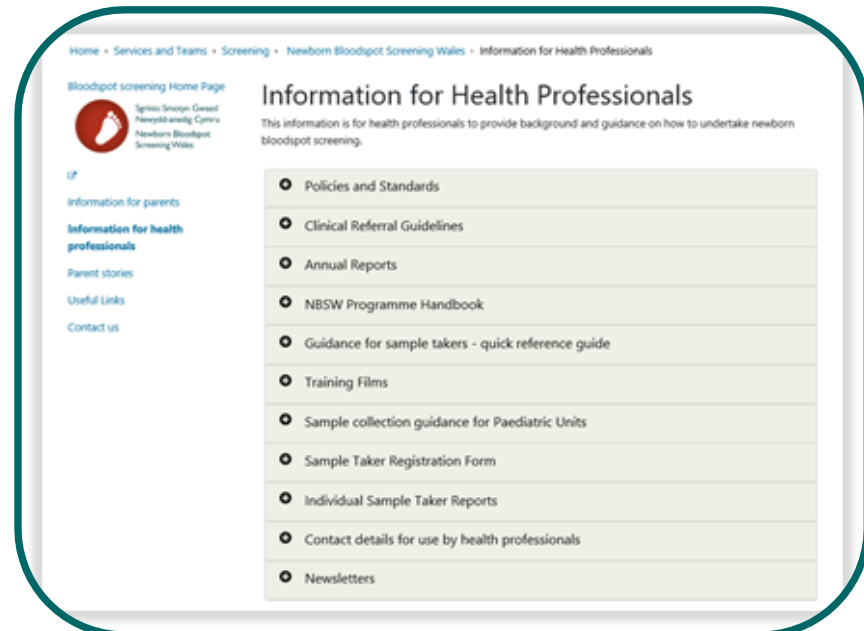 Home > Services and Teams > Screening > Newborn Bloodspot Screening Wales > Information for Health Professionals
Bloodspot screening Home Page
Sgrinio Smotyn Gwaed
Newydd-anedig Cymru
Newborn Bloodspot
Screening Wales
Information for parents
Information for health
professionals
Parent stories
Useful Links
Contact us
Information for Health Professionals
This information is for health professionals to provide background and guidance on how to undertake newborn
bloodspot screening.
Policies and Standards
Clinical Referral Guidelines
Annual Reports
NBSW Programme Handbook
Guidance for sample takers - quick reference guide
Training Films
Sample collection guidance for Paediatric Units
Sample Taker Registration Form
Individual Sample Taker Reports
Contact details for use by health professionals
Newsletters